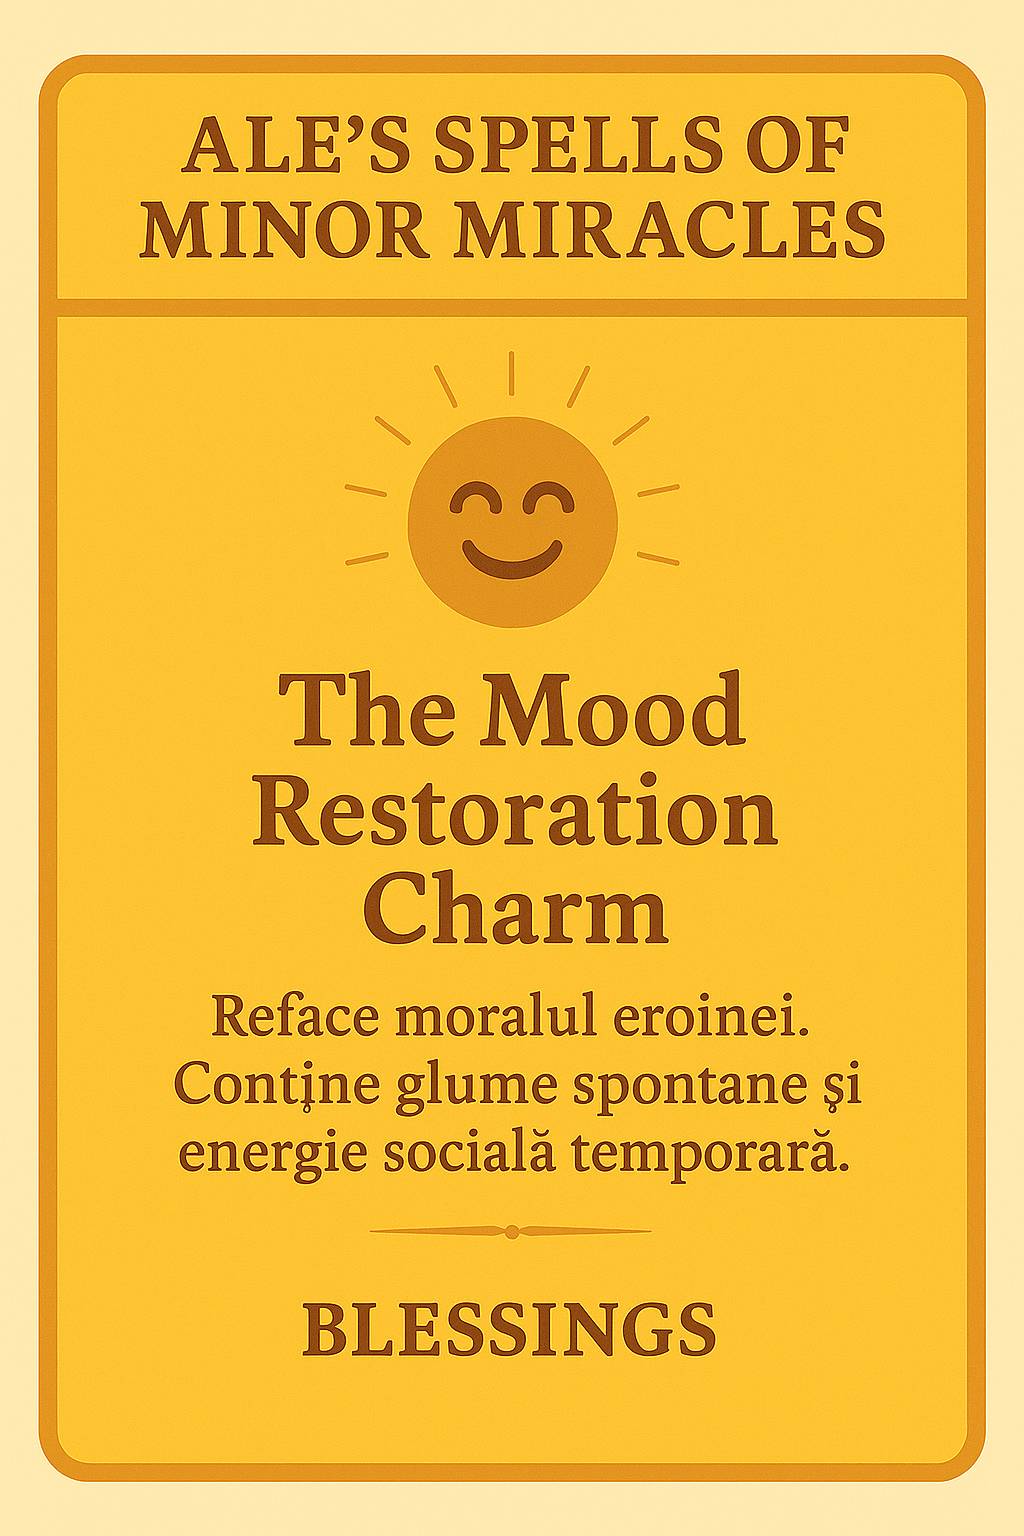 ALE’S SPELLS OF
MINOR MIRACLES
The Mood
Restoration
Charm
Reface moralul eroinei.
Conține glume spontane și
energie socială temporară.
BLESSINGS